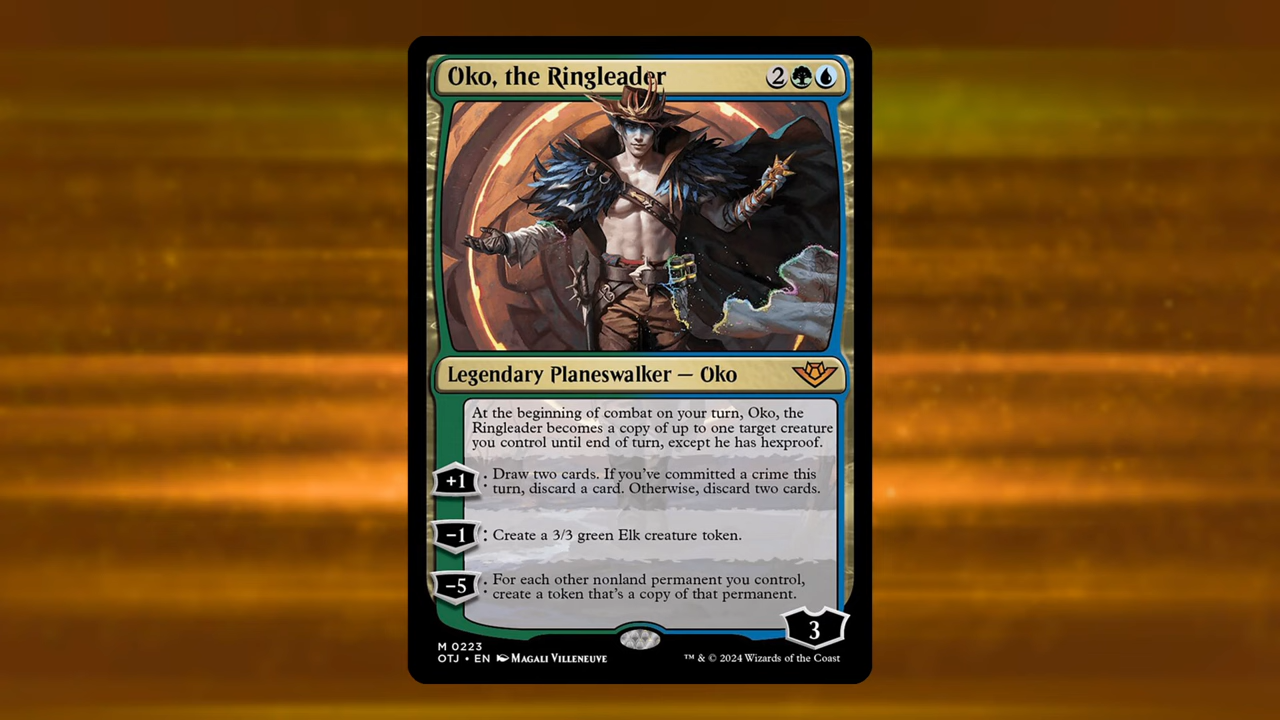 Oko, the Ringleader 2
Legendary Planeswalker — Oko
At the beginning of combat on your turn, Oko, the
Ringleader becomes a copy of up to one target creature
you control until end of turn, except he has hexproof.
+1: Draw two cards. If you've committed a crime this
turn, discard a card. Otherwise, discard two cards.
−1: Create a 3/3 green Elk creature token.
−5: For each other nonland permanent you control,
create a token that's a copy of that permanent.
3
M 0223
OTJ • EN Magali Villeneuve ™ & © 2024 Wizards of the Coast